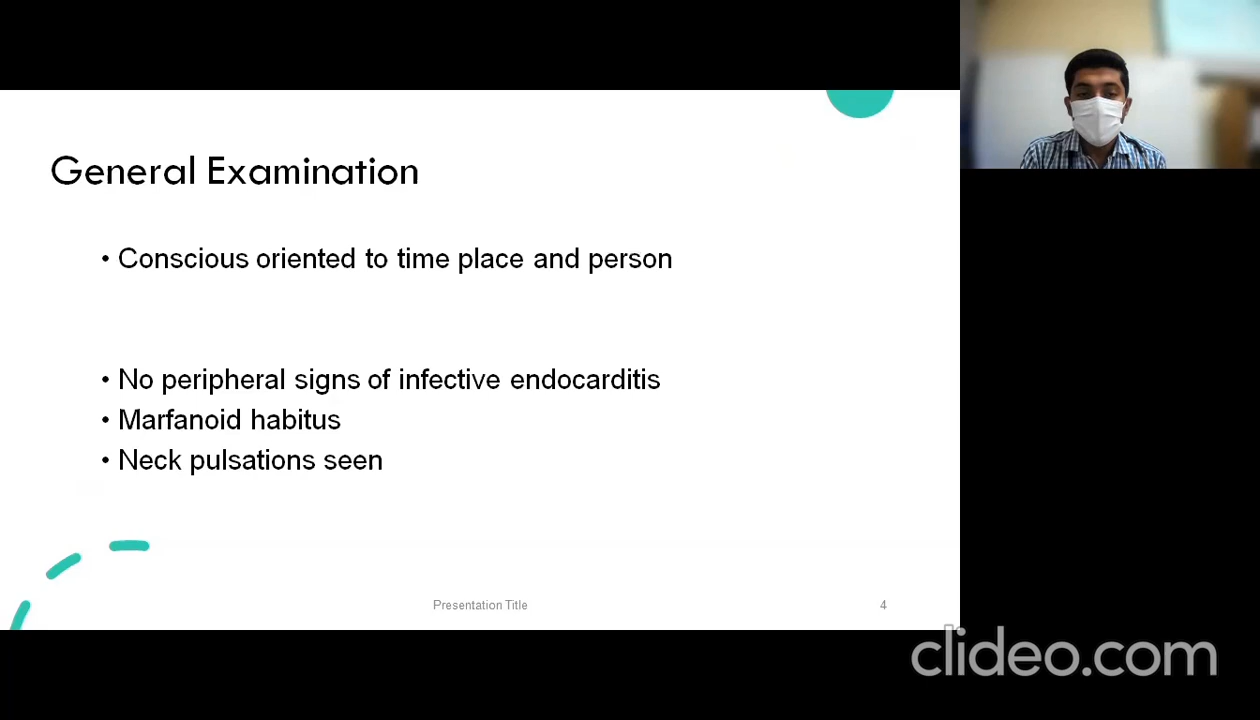 General Examination
• Conscious oriented to time place and person
• No peripheral signs of infective endocarditis
• Marfanoid habitus
• Neck pulsations seen
Presentation Title
4
clideo.com